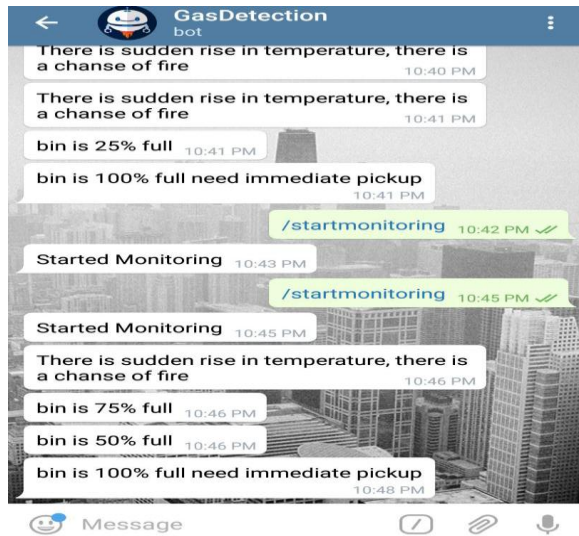 GasDetection
bot
There is sudden rise in temperature, there is
a chanse of fire
10:40 PM
There is sudden rise in temperature, there is
a chanse of fire
10:41 PM
bin is 25% full 10:41 PM
bin is 100% full need immediate pickup
10:41 PM
/startmonitoring 10:42 PM
Started Monitoring 10:43 PM
/startmonitoring 10:45 PM
Started Monitoring 10:45 PM
There is sudden rise in temperature, there is
a chanse of fire
10:46 PM
bin is 75% full 10:46 PM
bin is 50% full 10:46 PM
bin is 100% full need immediate pickup
10:48 PM
Message